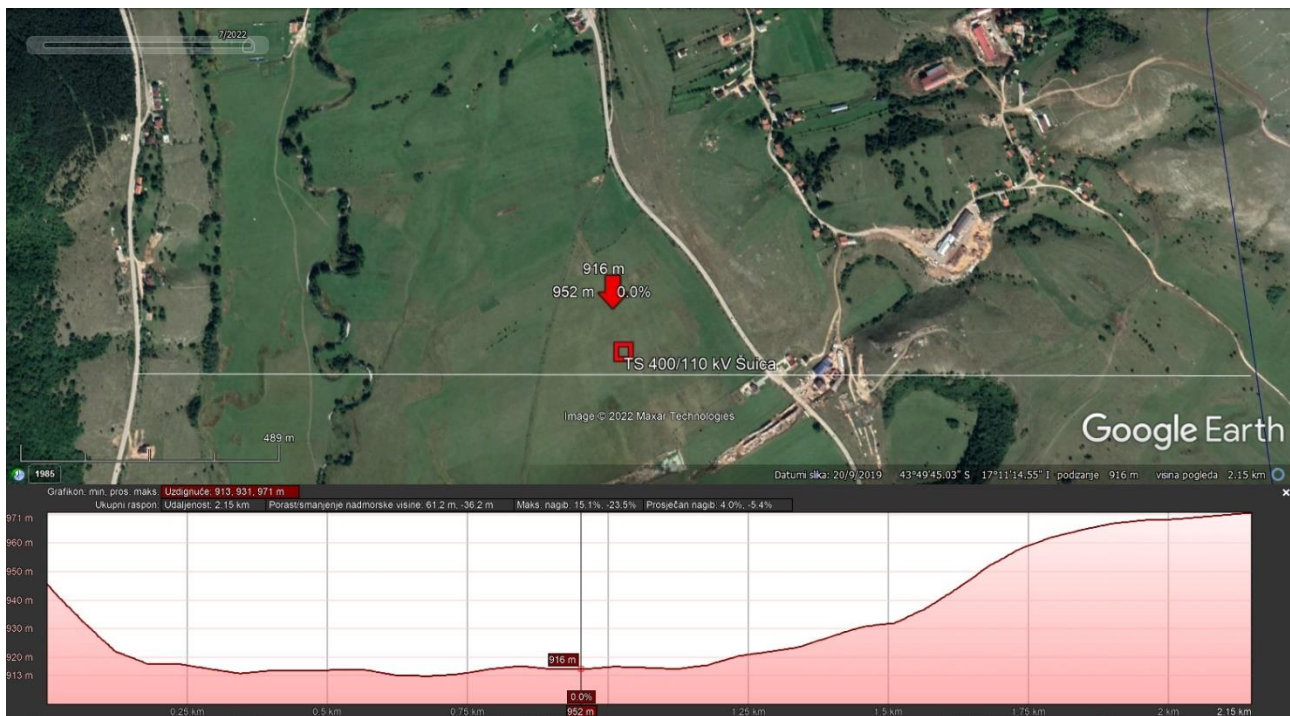 7/2022
916 m
952 m 0.0%
TS 400/110 kV Šuica
Image © 2022 Maxar Technologies
Google Earth
489 m
1985
Datumi slika: 20/9/2019 43°49'45.03" S 17°11'14.55" I podizanje 916 m visina pogleda 2.15 km
Grafikon: min, pros. maks. Uzdignuće: 913, 931, 971 m
Ukupni raspon: Udaljenost: 2.15 km Porast/smanjenje nadmorske visine: 61.2 m, -36.2 m Maks. nagib: 15.1%, -23.5% Prosječan nagib: 4.0%, -5.4%
971 m
960 m
950 m
940 m
930 m
920 m
913 m
916 m
0.0%
0.25 km 0.5 km 0.75 km 952 m 1.25 km 1.5 km 1.75 km 2 km 2.15 km